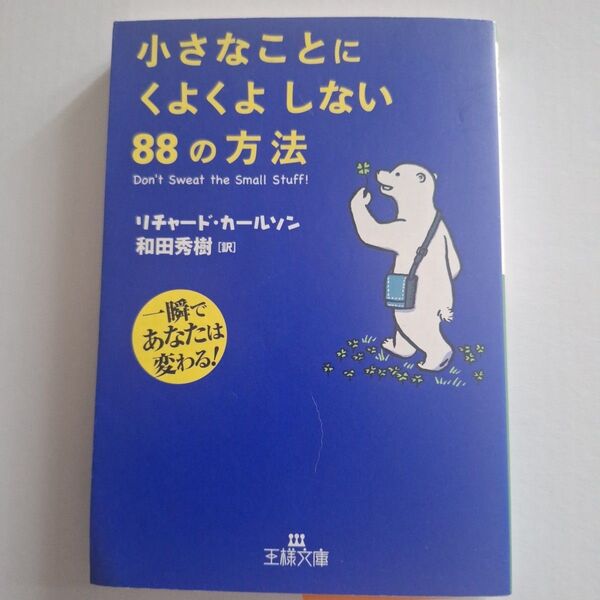 小さなことに
くよくよ しない
88の方法
Don't Sweat the Small Stuff!
リチャード・カールソン
和田秀樹[訳]
一瞬で
あなたは
変わる!
王様文庫